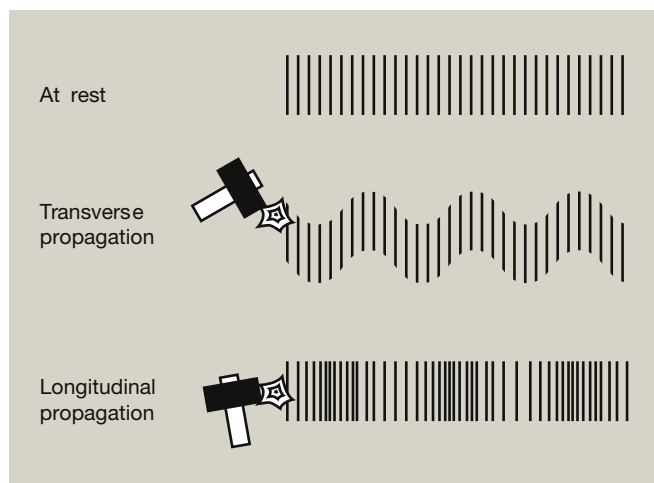 At rest
Transverse
propagation
Longitudinal
propagation